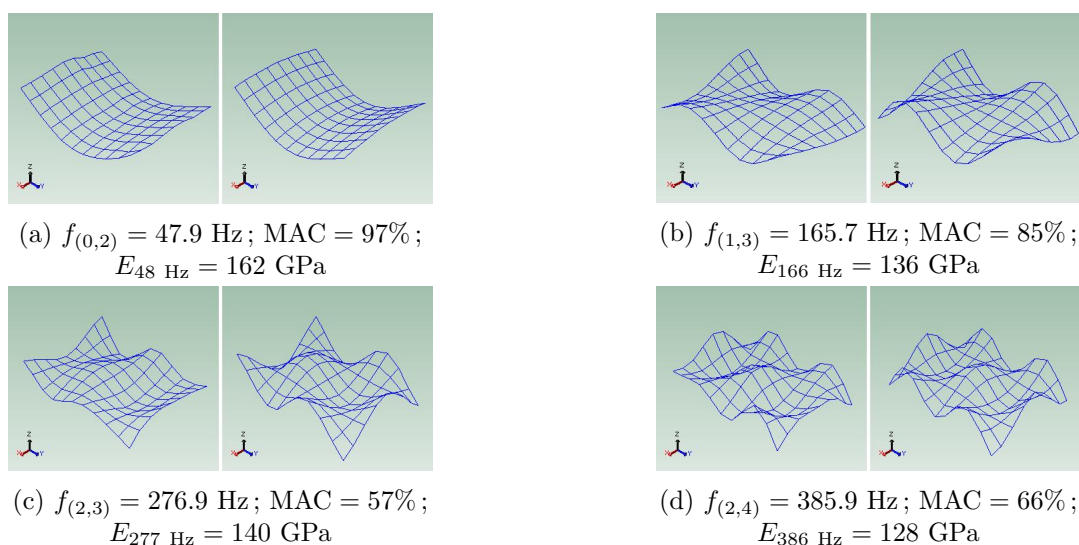 Z
X
Y
Z
X
Y
(a) f(0,2) = 47.9 Hz ; MAC = 97% ;
E48 Hz = 162 GPa
Z
X
Y
Z
X
Y
(b) f(1,3) = 165.7 Hz ; MAC = 85% ;
E166 Hz = 136 GPa
Z
X
Y
Z
X
Y
(c) f(2,3) = 276.9 Hz ; MAC = 57% ;
E277 Hz = 140 GPa
Z
X
Y
Z
X
Y
(d) f(2,4) = 385.9 Hz ; MAC = 66% ;
E386 Hz = 128 GPa